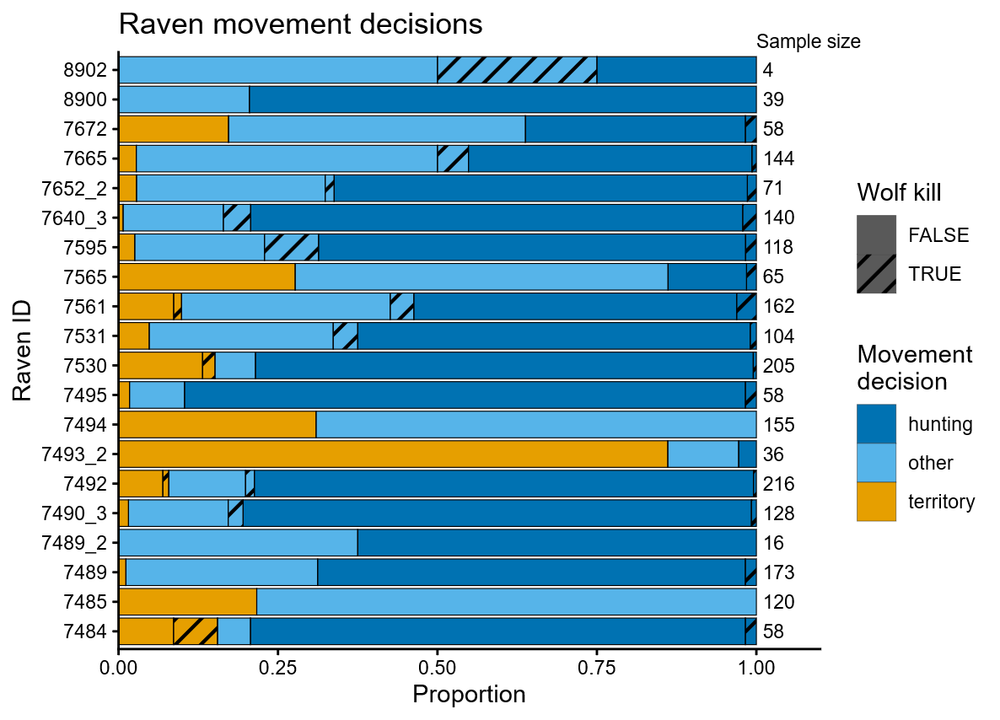 Raven movement decisions
Sample size
8902 4
8900 39
7672 58
7665 144
7652_2 71
7640_3 140
7595 118
7565 65
7561 162
7531 104
7530 205
7495 58
7494 155
7493_2 36
7492 216
7490_3 128
7489_2 16
7489 173
7485 120
7484 58
0.00 0.25 0.50 0.75 1.00
Proportion
Raven ID
Wolf kill
FALSE
TRUE
Movement
decision
hunting
other
territory